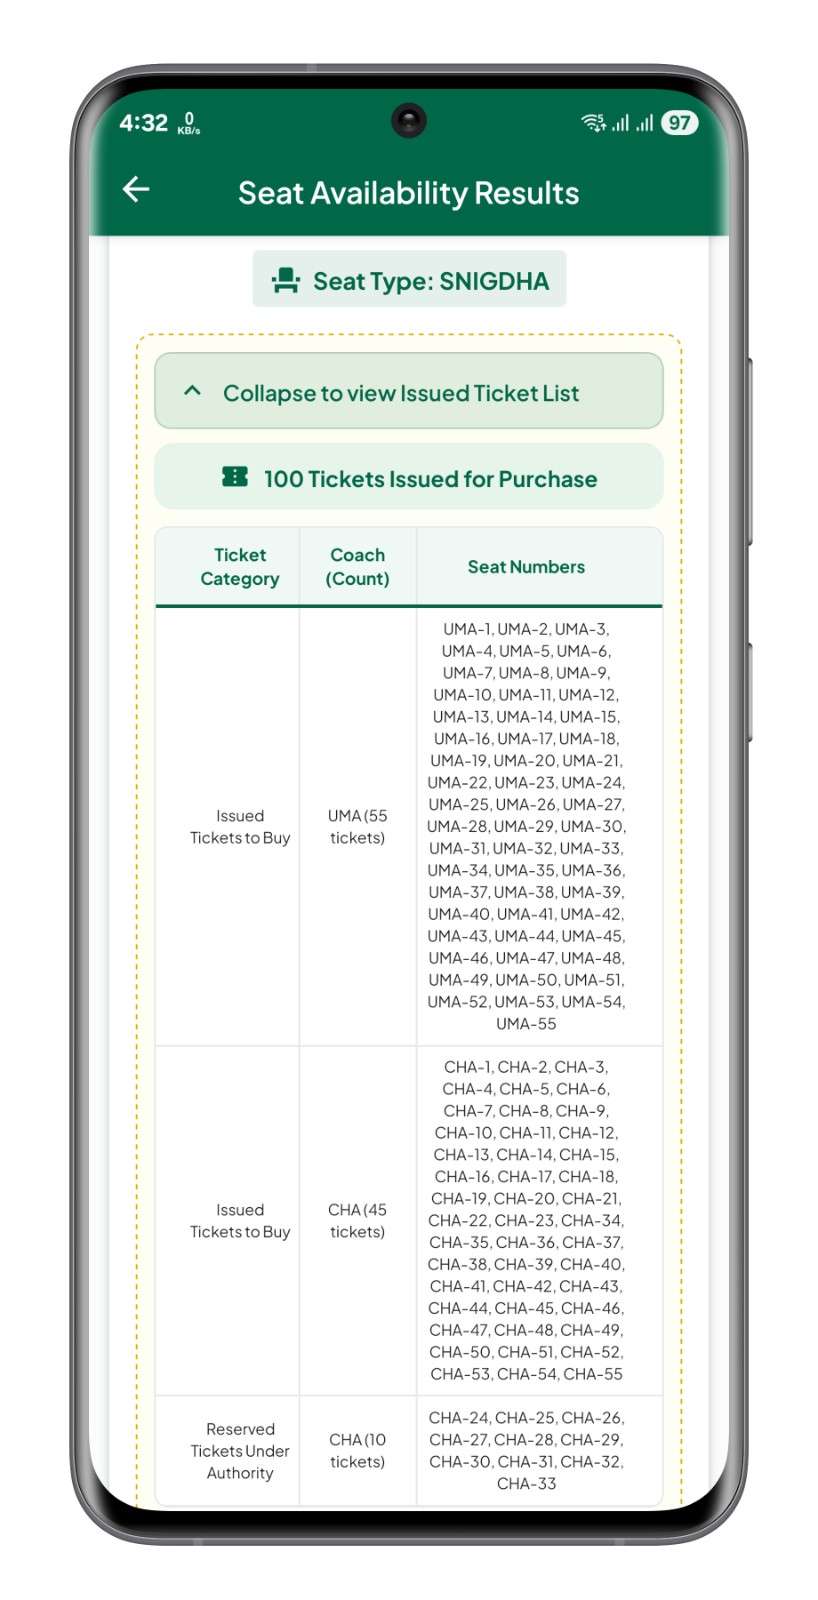 4:32 0 KB/s 5 97
Seat Availability Results
Seat Type: SNIGDHA
Collapse to view Issued Ticket List
100 Tickets Issued for Purchase
Ticket Category
Coach (Count)
Seat Numbers
Issued
Tickets to Buy
UMA (55
tickets)
UMA-1, UMA-2, UMA-3,
UMA-4, UMA-5, UMA-6,
UMA-7, UMA-8, UMA-9,
UMA-10, UMA-11, UMA-12,
UMA-13, UMA-14, UMA-15,
UMA-16, UMA-17, UMA-18,
UMA-19, UMA-20, UMA-21,
UMA-22, UMA-23, UMA-24,
UMA-25, UMA-26, UMA-27,
UMA-28, UMA-29, UMA-30,
UMA-31, UMA-32, UMA-33,
UMA-34, UMA-35, UMA-36,
UMA-37, UMA-38, UMA-39,
UMA-40, UMA-41, UMA-42,
UMA-43, UMA-44, UMA-45,
UMA-46, UMA-47, UMA-48,
UMA-49, UMA-50, UMA-51,
UMA-52, UMA-53, UMA-54,
UMA-55
Issued
Tickets to Buy
CHA (45
tickets)
CHA-1, CHA-2, CHA-3,
CHA-4, CHA-5, CHA-6,
CHA-7, CHA-8, CHA-9,
CHA-10, CHA-11, CHA-12,
CHA-13, CHA-14, CHA-15,
CHA-16, CHA-17, CHA-18,
CHA-19, CHA-20, CHA-21,
CHA-22, CHA-23, CHA-34,
CHA-35, CHA-36, CHA-37,
CHA-38, CHA-39, CHA-40,
CHA-41, CHA-42, CHA-43,
CHA-44, CHA-45, CHA-46,
CHA-47, CHA-48, CHA-49,
CHA-50, CHA-51, CHA-52,
CHA-53, CHA-54, CHA-55
Reserved
Tickets Under
Authority
CHA (10
tickets)
CHA-24, CHA-25, CHA-26,
CHA-27, CHA-28, CHA-29,
CHA-30, CHA-31, CHA-32,
CHA-33